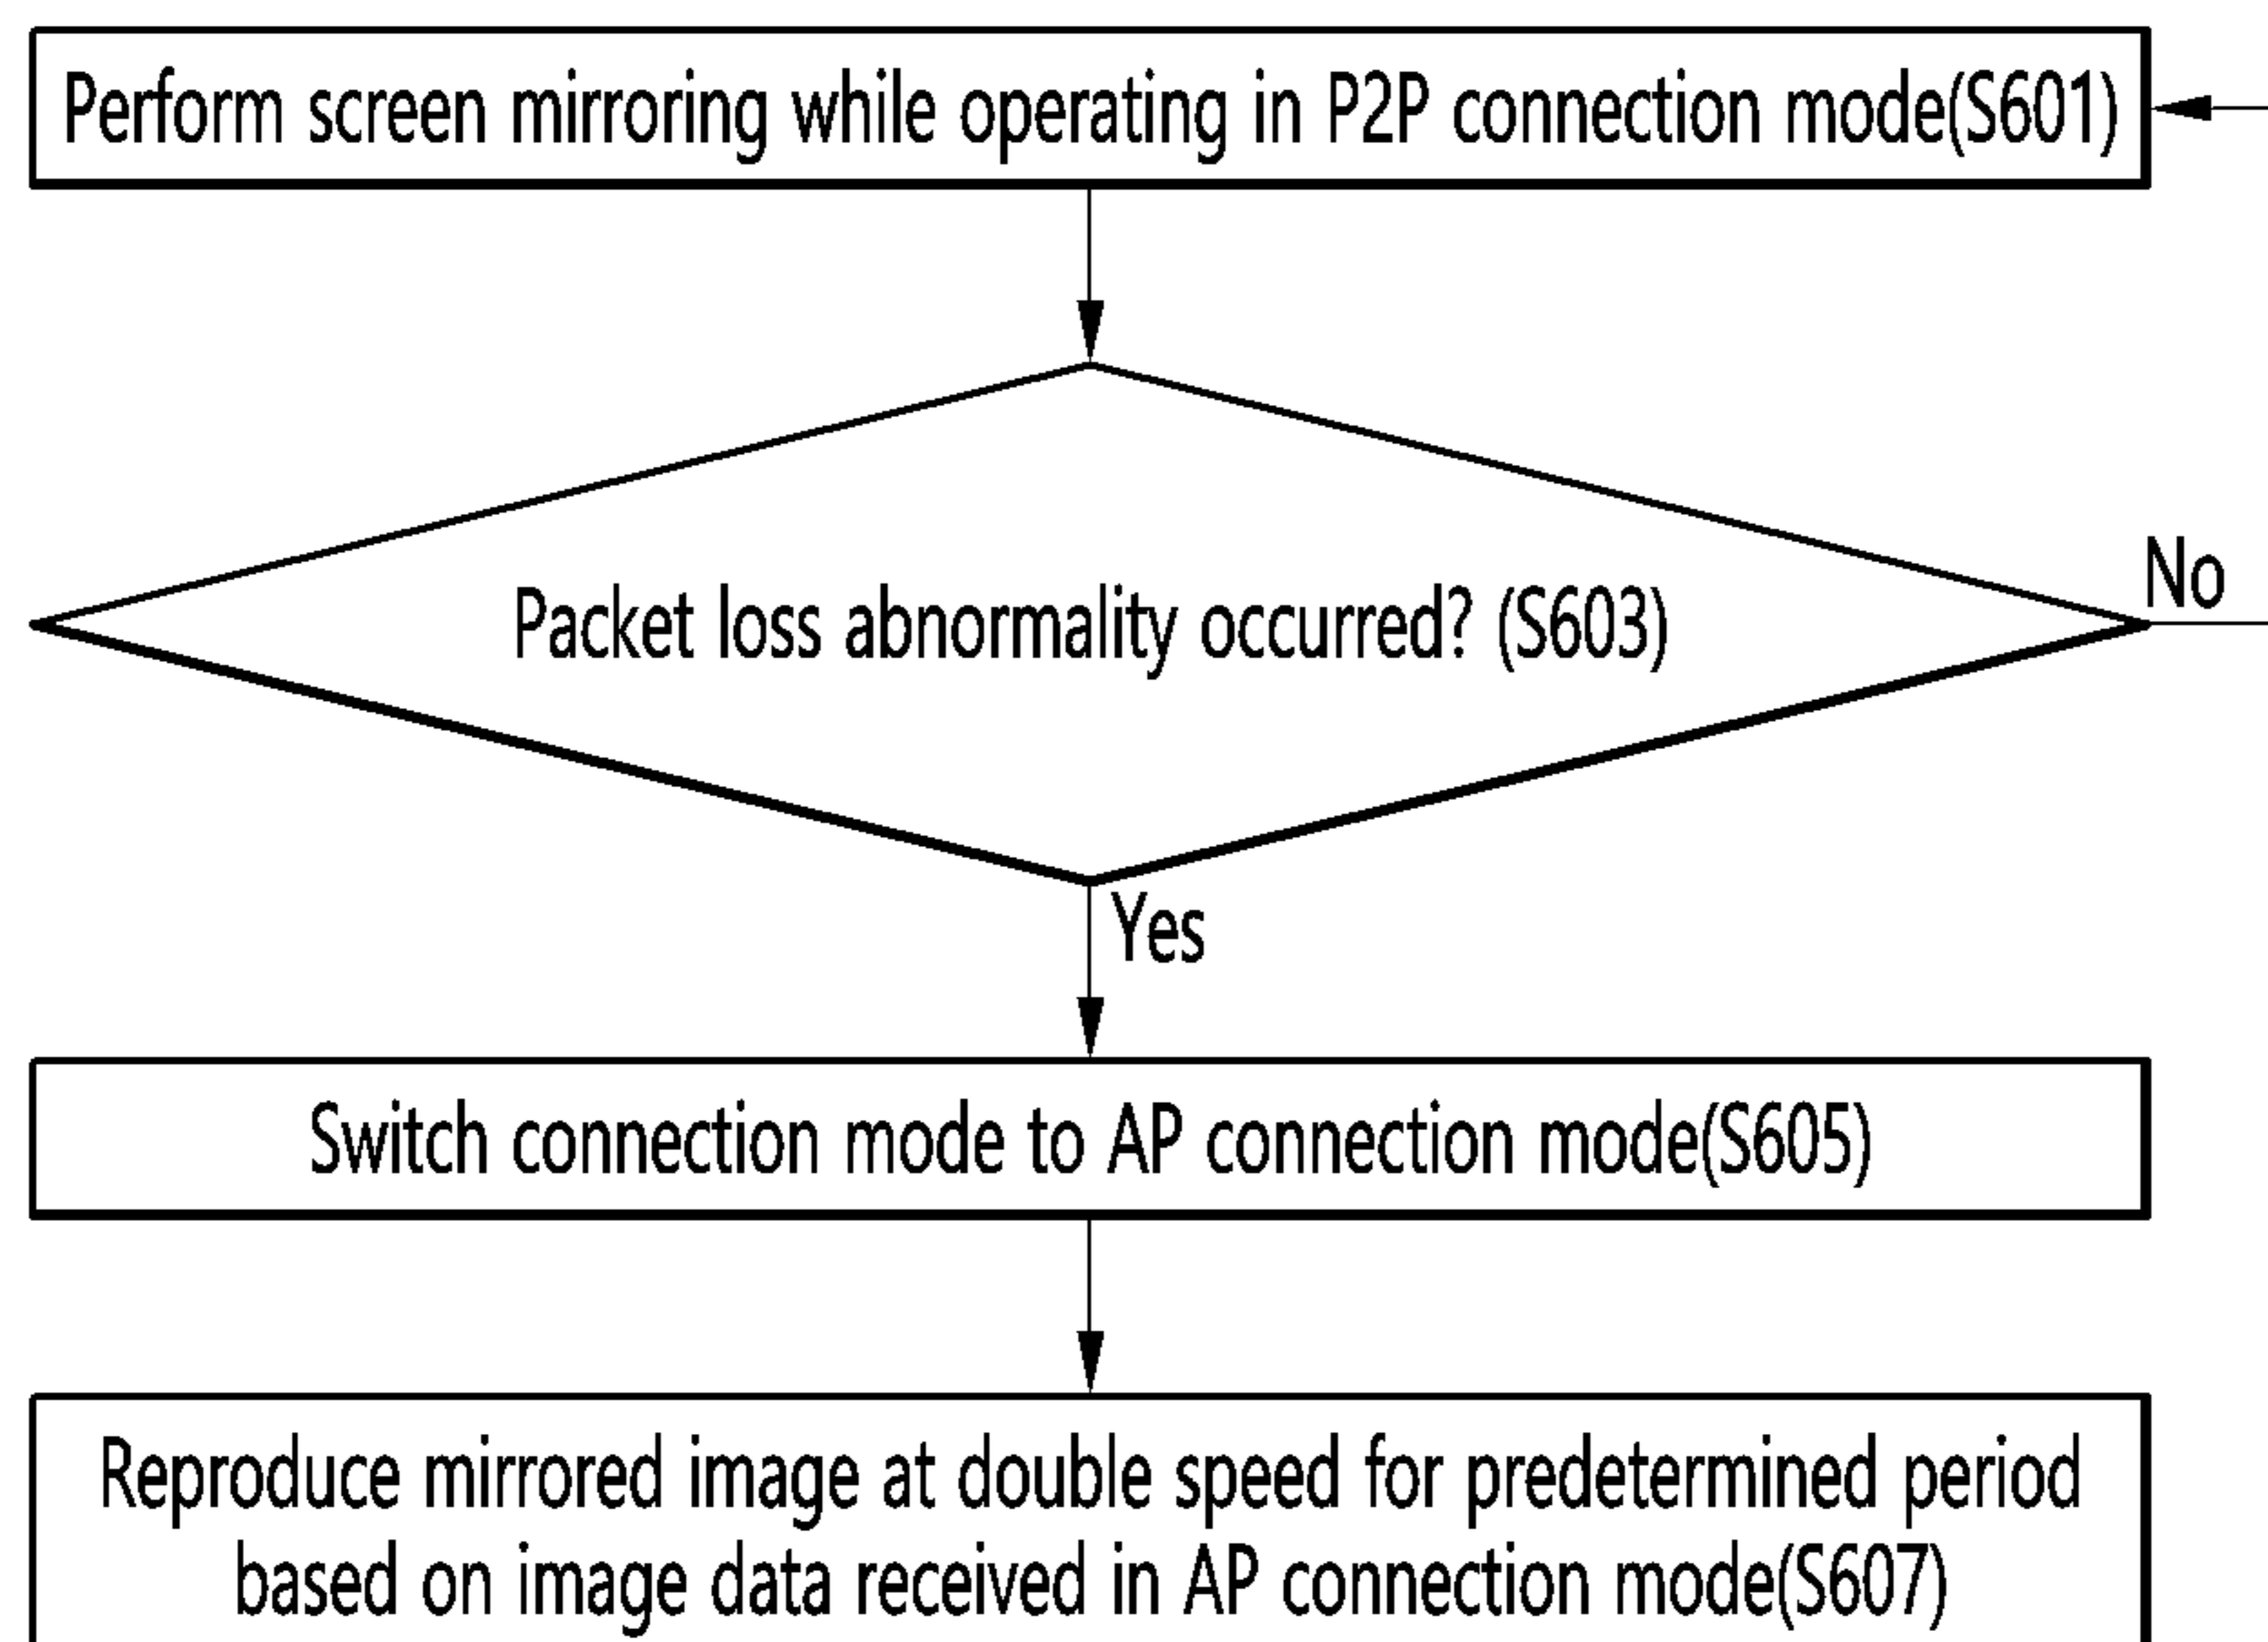 Perform screen mirroring while operating in P2P connection mode(S601)
Packet loss abnormality occurred? (S603)
No
Yes
Switch connection mode to AP connection mode(S605)
Reproduce mirrored image at double speed for predetermined period
based on image data received in AP connection mode(S607)